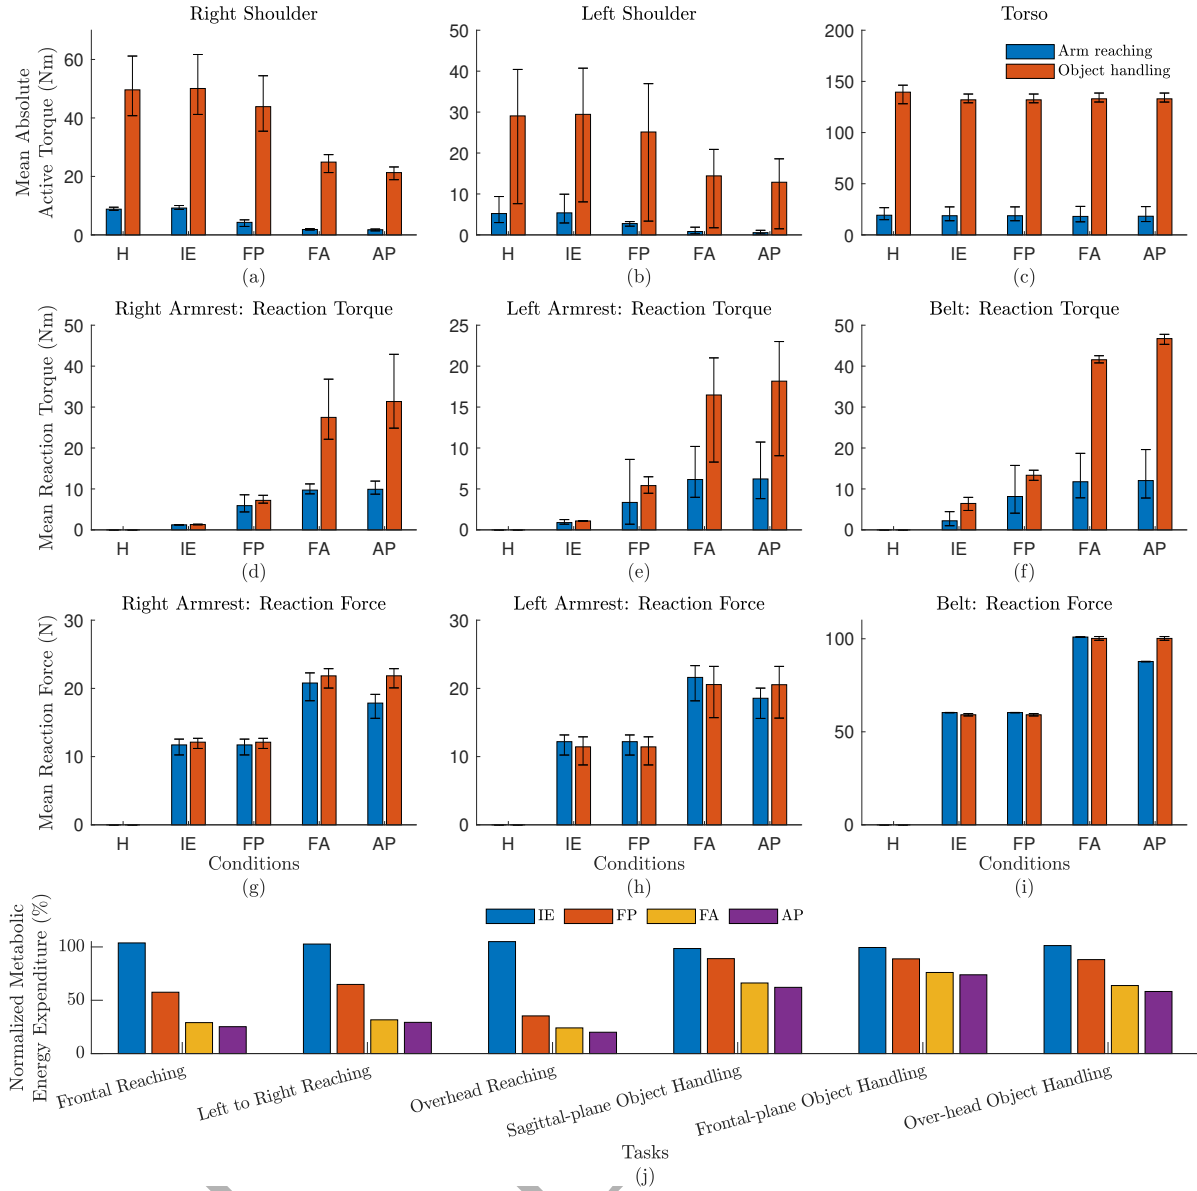 Right Shoulder
Left Shoulder
Torso
Mean Absolute
Active Torque (Nm)
60
40
20
0
H IE FP FA AP
(a)
50
40
30
20
10
0
H IE FP FA AP
(b)
200
150
100
50
0
Arm reaching
Object handling
H IE FP FA AP
(c)
Right Armrest: Reaction Torque
Left Armrest: Reaction Torque
Belt: Reaction Torque
Mean Reaction Torque (Nm)
50
40
30
20
10
0
H IE FP FA AP
(d)
25
20
15
10
5
0
H IE FP FA AP
(e)
50
40
30
20
10
0
H IE FP FA AP
(f)
Right Armrest: Reaction Force
Left Armrest: Reaction Force
Belt: Reaction Force
Mean Reaction Force (N)
30
20
10
0
H IE FP FA AP
Conditions
(g)
30
20
10
0
H IE FP FA AP
Conditions
(h)
100
50
0
H IE FP FA AP
Conditions
(i)
Normalized Metabolic
Energy Expenditure (%)
IE FP FA AP
100
50
0
Frontal Reaching
Left to Right Reaching
Overhead Reaching
Sagittal-plane Object Handling
Frontal-plane Object Handling
Over-head Object Handling
Tasks
(j)